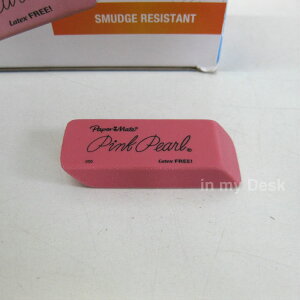 SMUDGE RESISTANT
Latex FREE!
Paper Mate®
Pink Pearl®
Latex FREE!
in my Desk